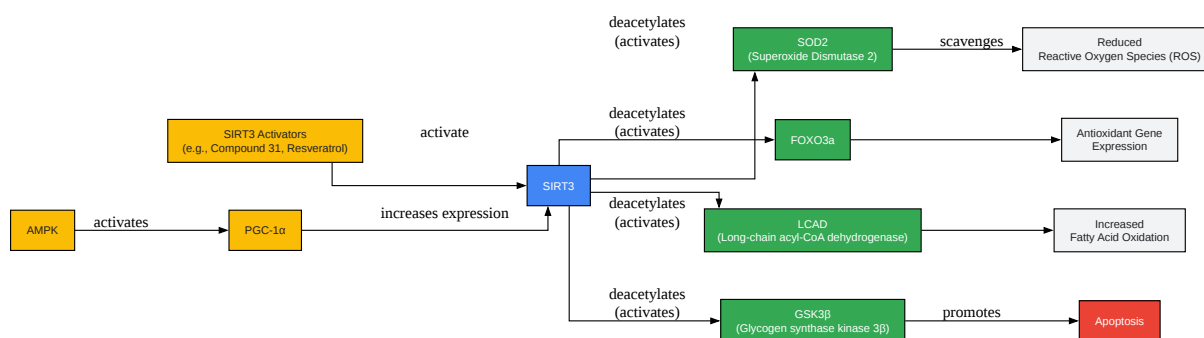 deacetylates
(activates)
SOD2
(Superoxide Dismutase 2)
scavenges
Reduced
Reactive Oxygen Species (ROS)
SIRT3 Activators
(e.g., Compound 31, Resveratrol)
activate
deacetylates
(activates)
FOXO3a
Antioxidant Gene
Expression
SIRT3
AMPK
activates
PGC-1α
increases expression
deacetylates
(activates)
LCAD
(Long-chain acyl-CoA dehydrogenase)
Increased
Fatty Acid Oxidation
deacetylates
(activates)
GSK3β
(Glycogen synthase kinase 3β)
promotes
Apoptosis